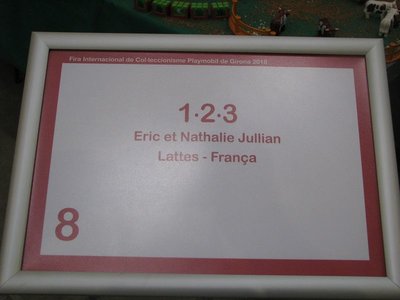 Fira Internacional de Col·leccionisme Playmobil de Girona 2018
1·2·3
Eric et Nathalie Jullian
Lattes - França
8